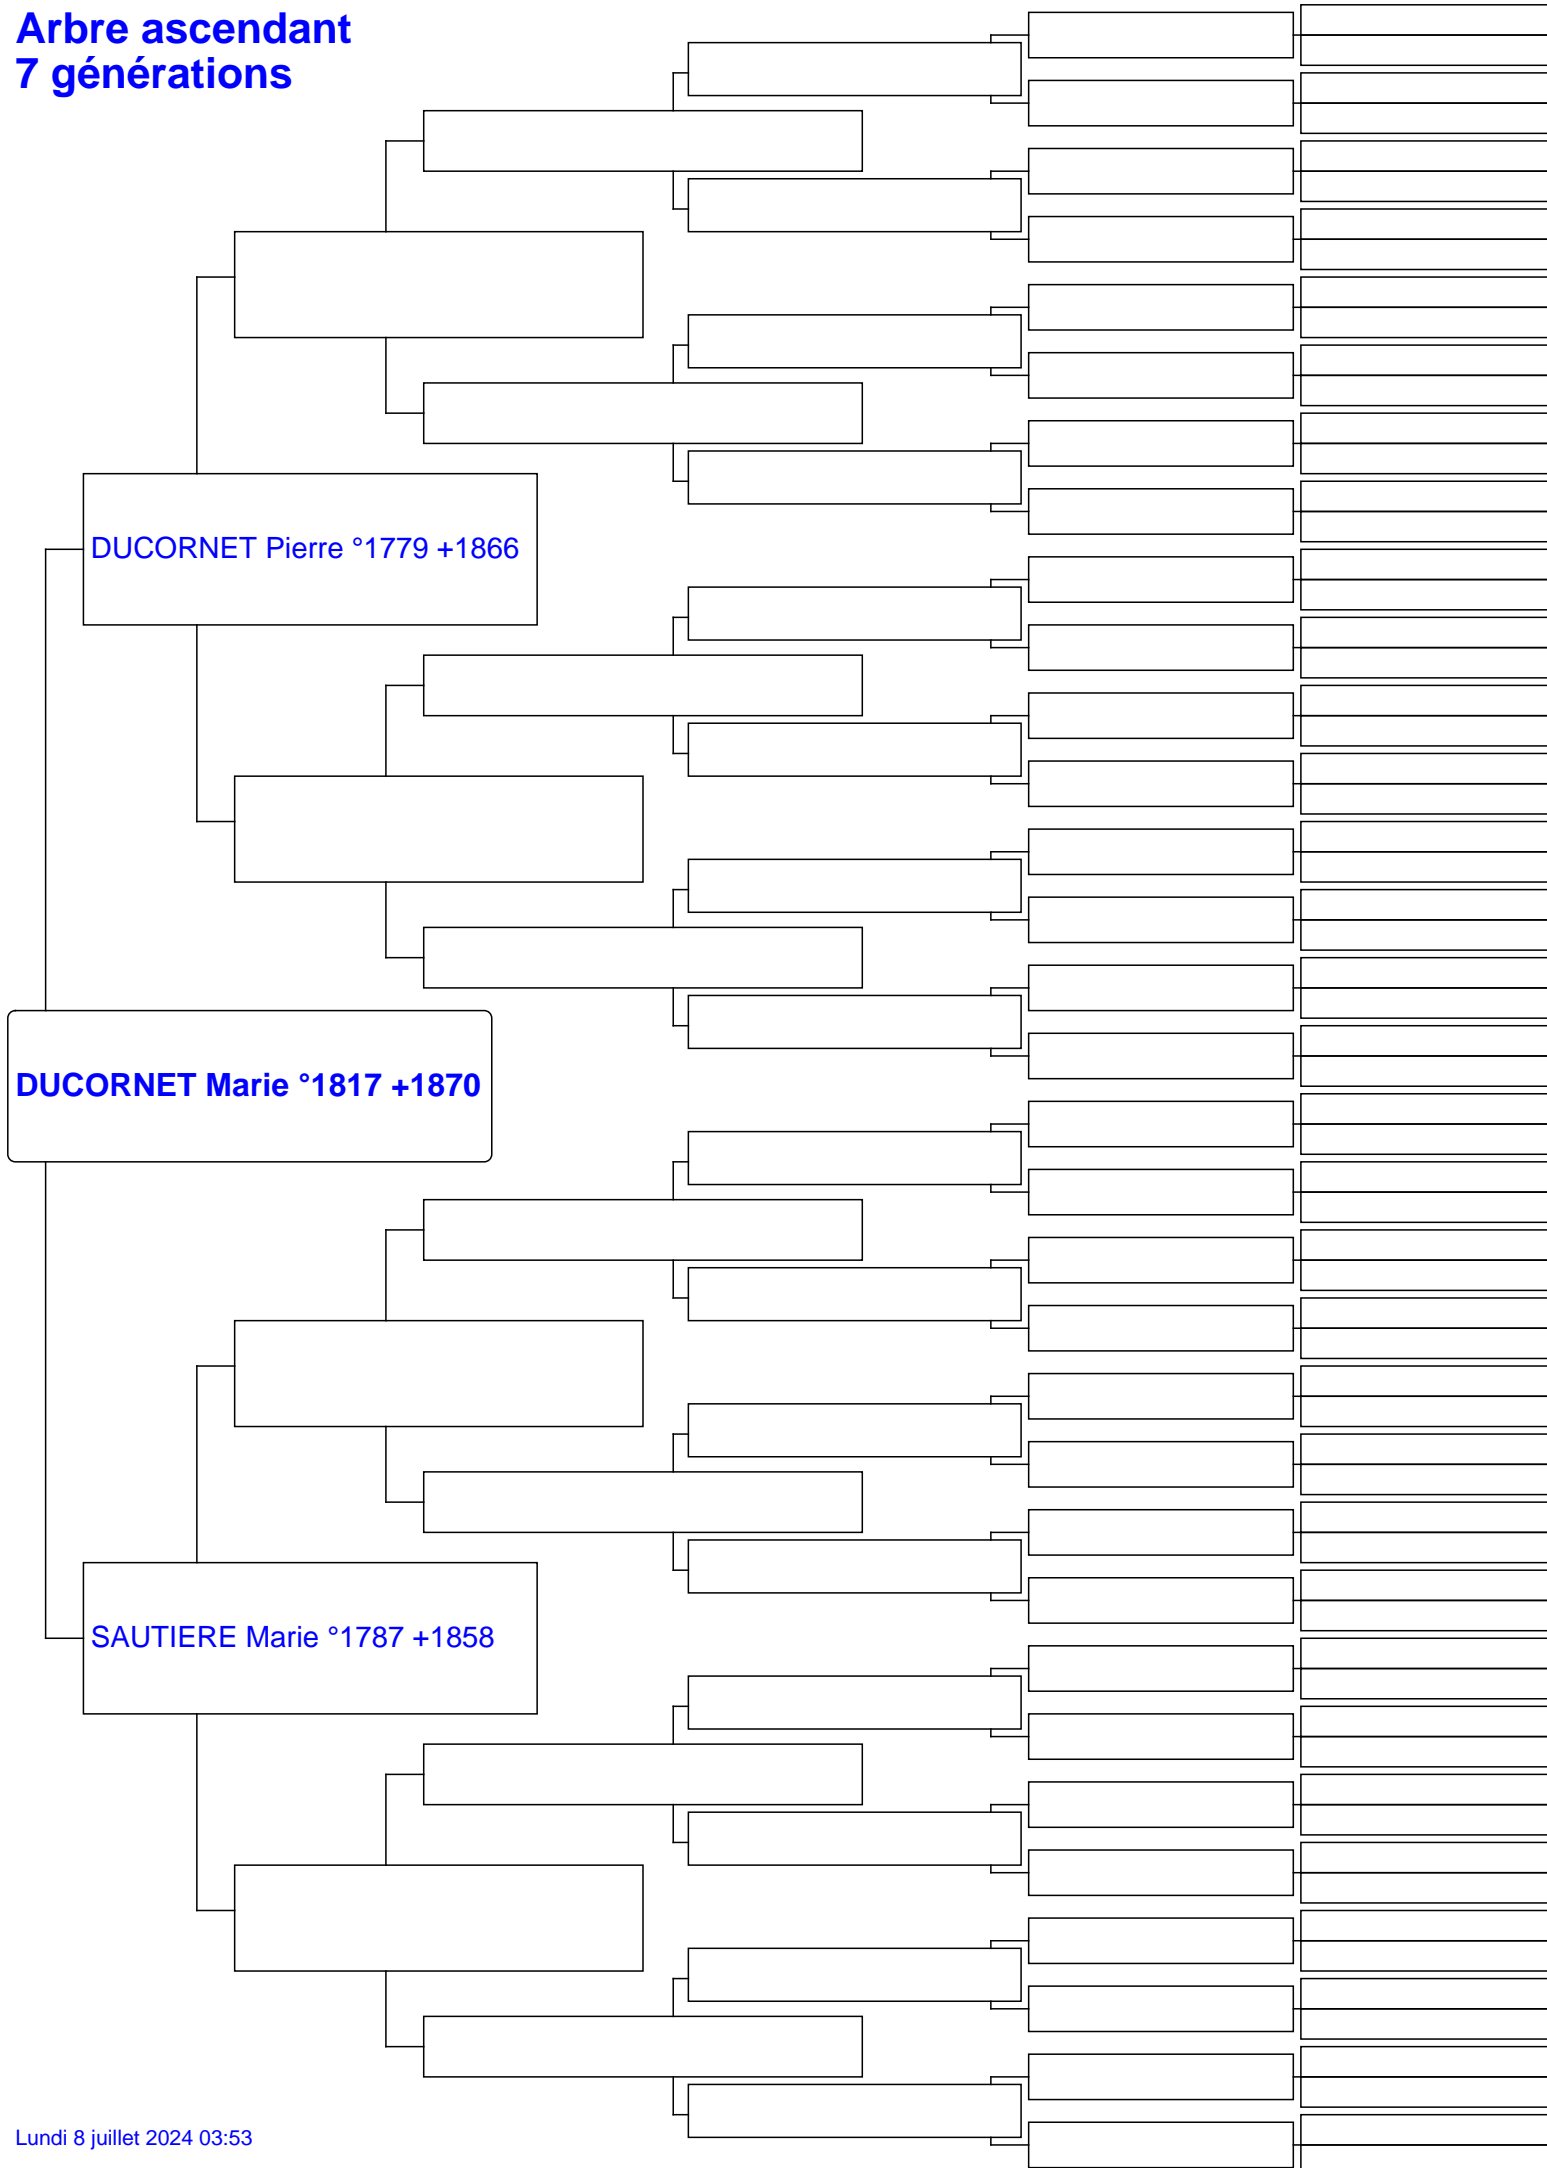 Arbre ascendant
7 générations
DUCORNET Pierre °1779 +1866
DUCORNET Marie °1817 +1870
SAUTIERE Marie °1787 +1858
Lundi 8 juillet 2024 03:53